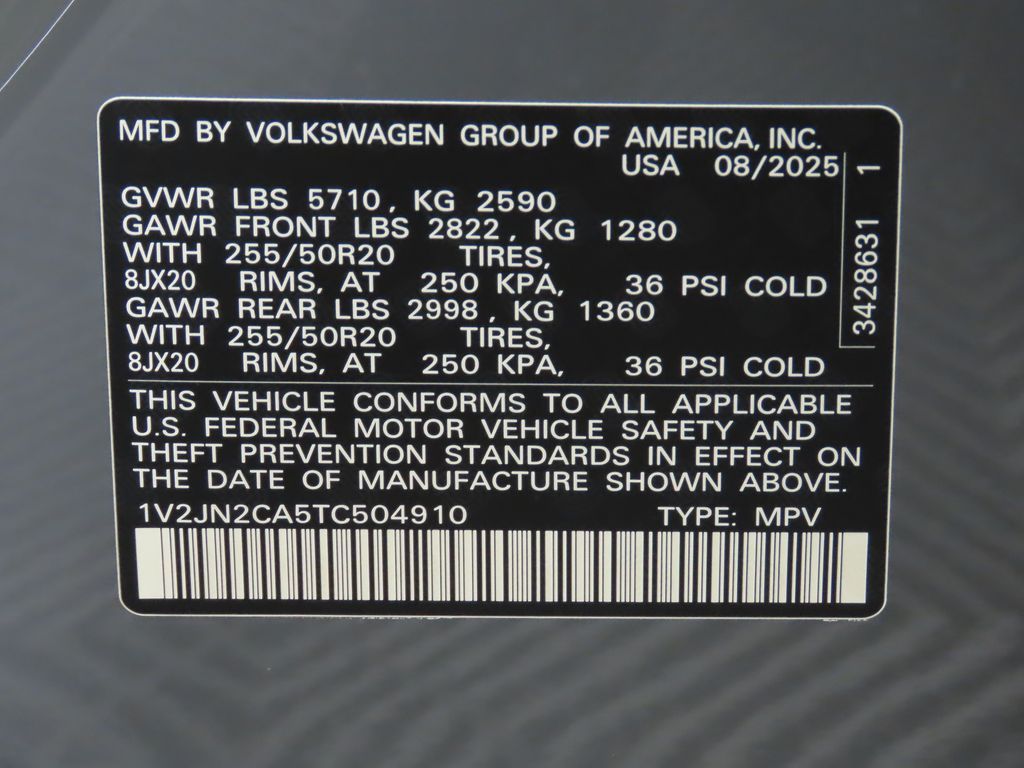 MFD BY VOLKSWAGEN GROUP OF AMERICA, INC.
USA 08/2025
GVWR LBS 5710, KG 2590
GAWR FRONT LBS 2822, KG 1280
WITH 255/50R20 TIRES,
8JX20 RIMS, AT 250 KPA, 36 PSI COLD
GAWR REAR LBS 2998, KG 1360
WITH 255/50R20 TIRES,
8JX20 RIMS, AT 250 KPA, 36 PSI COLD
3428631 1
THIS VEHICLE CONFORMS TO ALL APPLICABLE
U.S. FEDERAL MOTOR VEHICLE SAFETY AND
THEFT PREVENTION STANDARDS IN EFFECT ON
THE DATE OF MANUFACTURE SHOWN ABOVE.
1V2JN2CA5TC504910 TYPE: MPV